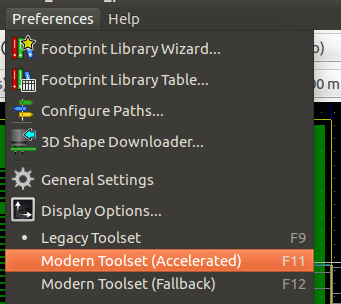 Preferences Help
Footprint Library Wizard...
Footprint Library Table...
Configure Paths...
3D Shape Downloader...
General Settings
Display Options...
Legacy Toolset F9
Modern Toolset (Accelerated) F11
Modern Toolset (Fallback) F12